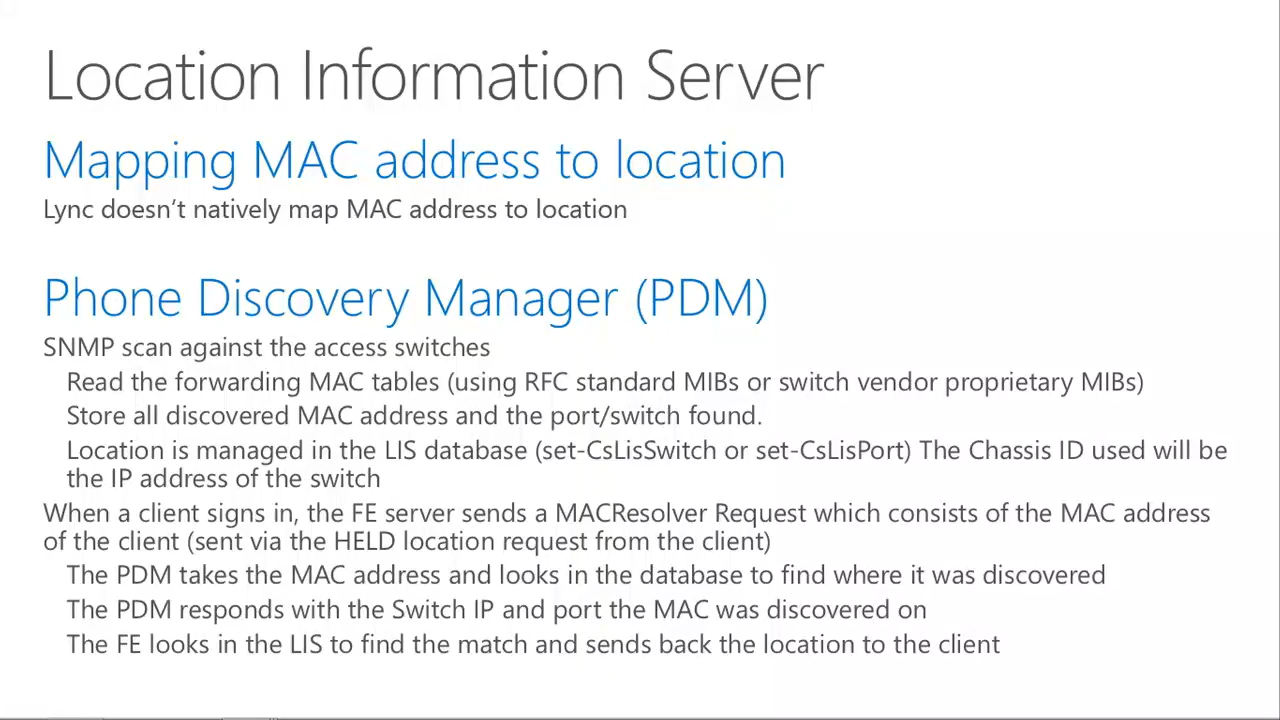 Location Information Server
Mapping MAC address to location
Lync doesn't natively map MAC address to location
Phone Discovery Manager (PDM)
SNMP scan against the access switches
Read the forwarding MAC tables (using RFC standard MIBs or switch vendor proprietary MIBs)
Store all discovered MAC address and the port/switch found.
Location is managed in the LIS database (set-CsLisSwitch or set-CsLisPort) The Chassis ID used will be
the IP address of the switch
When a client signs in, the FE server sends a MACResolver Request which consists of the MAC address
of the client (sent via the HELD location request from the client)
The PDM takes the MAC address and looks in the database to find where it was discovered
The PDM responds with the Switch IP and port the MAC was discovered on
The FE looks in the LIS to find the match and sends back the location to the client